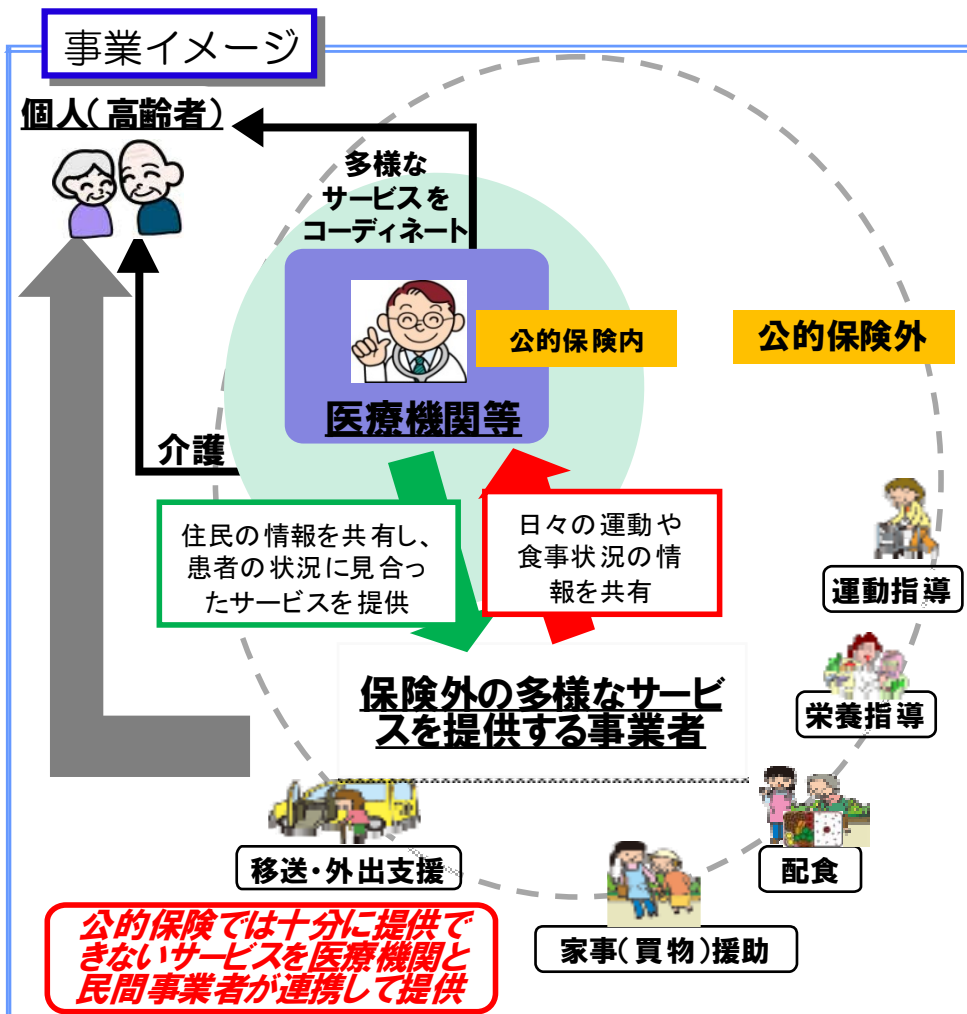 事業イメージ
個人(高齢者)
多様な
サービスを
コーディネート
公的保険内
公的保険外
医療機関等
介護
住民の情報を共有し、
患者の状況に見合っ
たサービスを提供
日々の運動や
食事状況の情
報を共有
運動指導
保険外の多様なサービ
スを提供する事業者
栄養指導
移送・外出支援
配食
家事(買物)援助
公的保険では十分に提供で
きないサービスを医療機関と
民間事業者が連携して提供